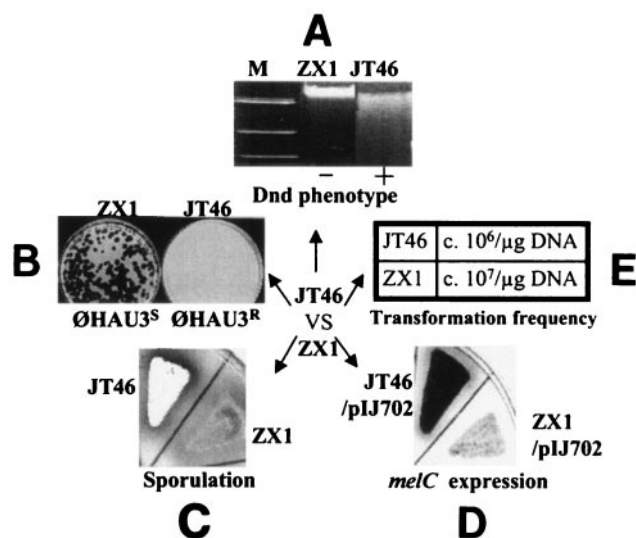 A
M ZX1 JT46
− +
Dnd phenotype
B
ZX1 JT46
ØHAU3ˢ ØHAU3ᴿ
JT46
VS
ZX1
JT46 c. 10⁶/µg DNA
ZX1 c. 10⁷/µg DNA
E
Transformation frequency
JT46
ZX1
Sporulation
C
JT46
/pIJ702
ZX1
/pIJ702
melC expression
D